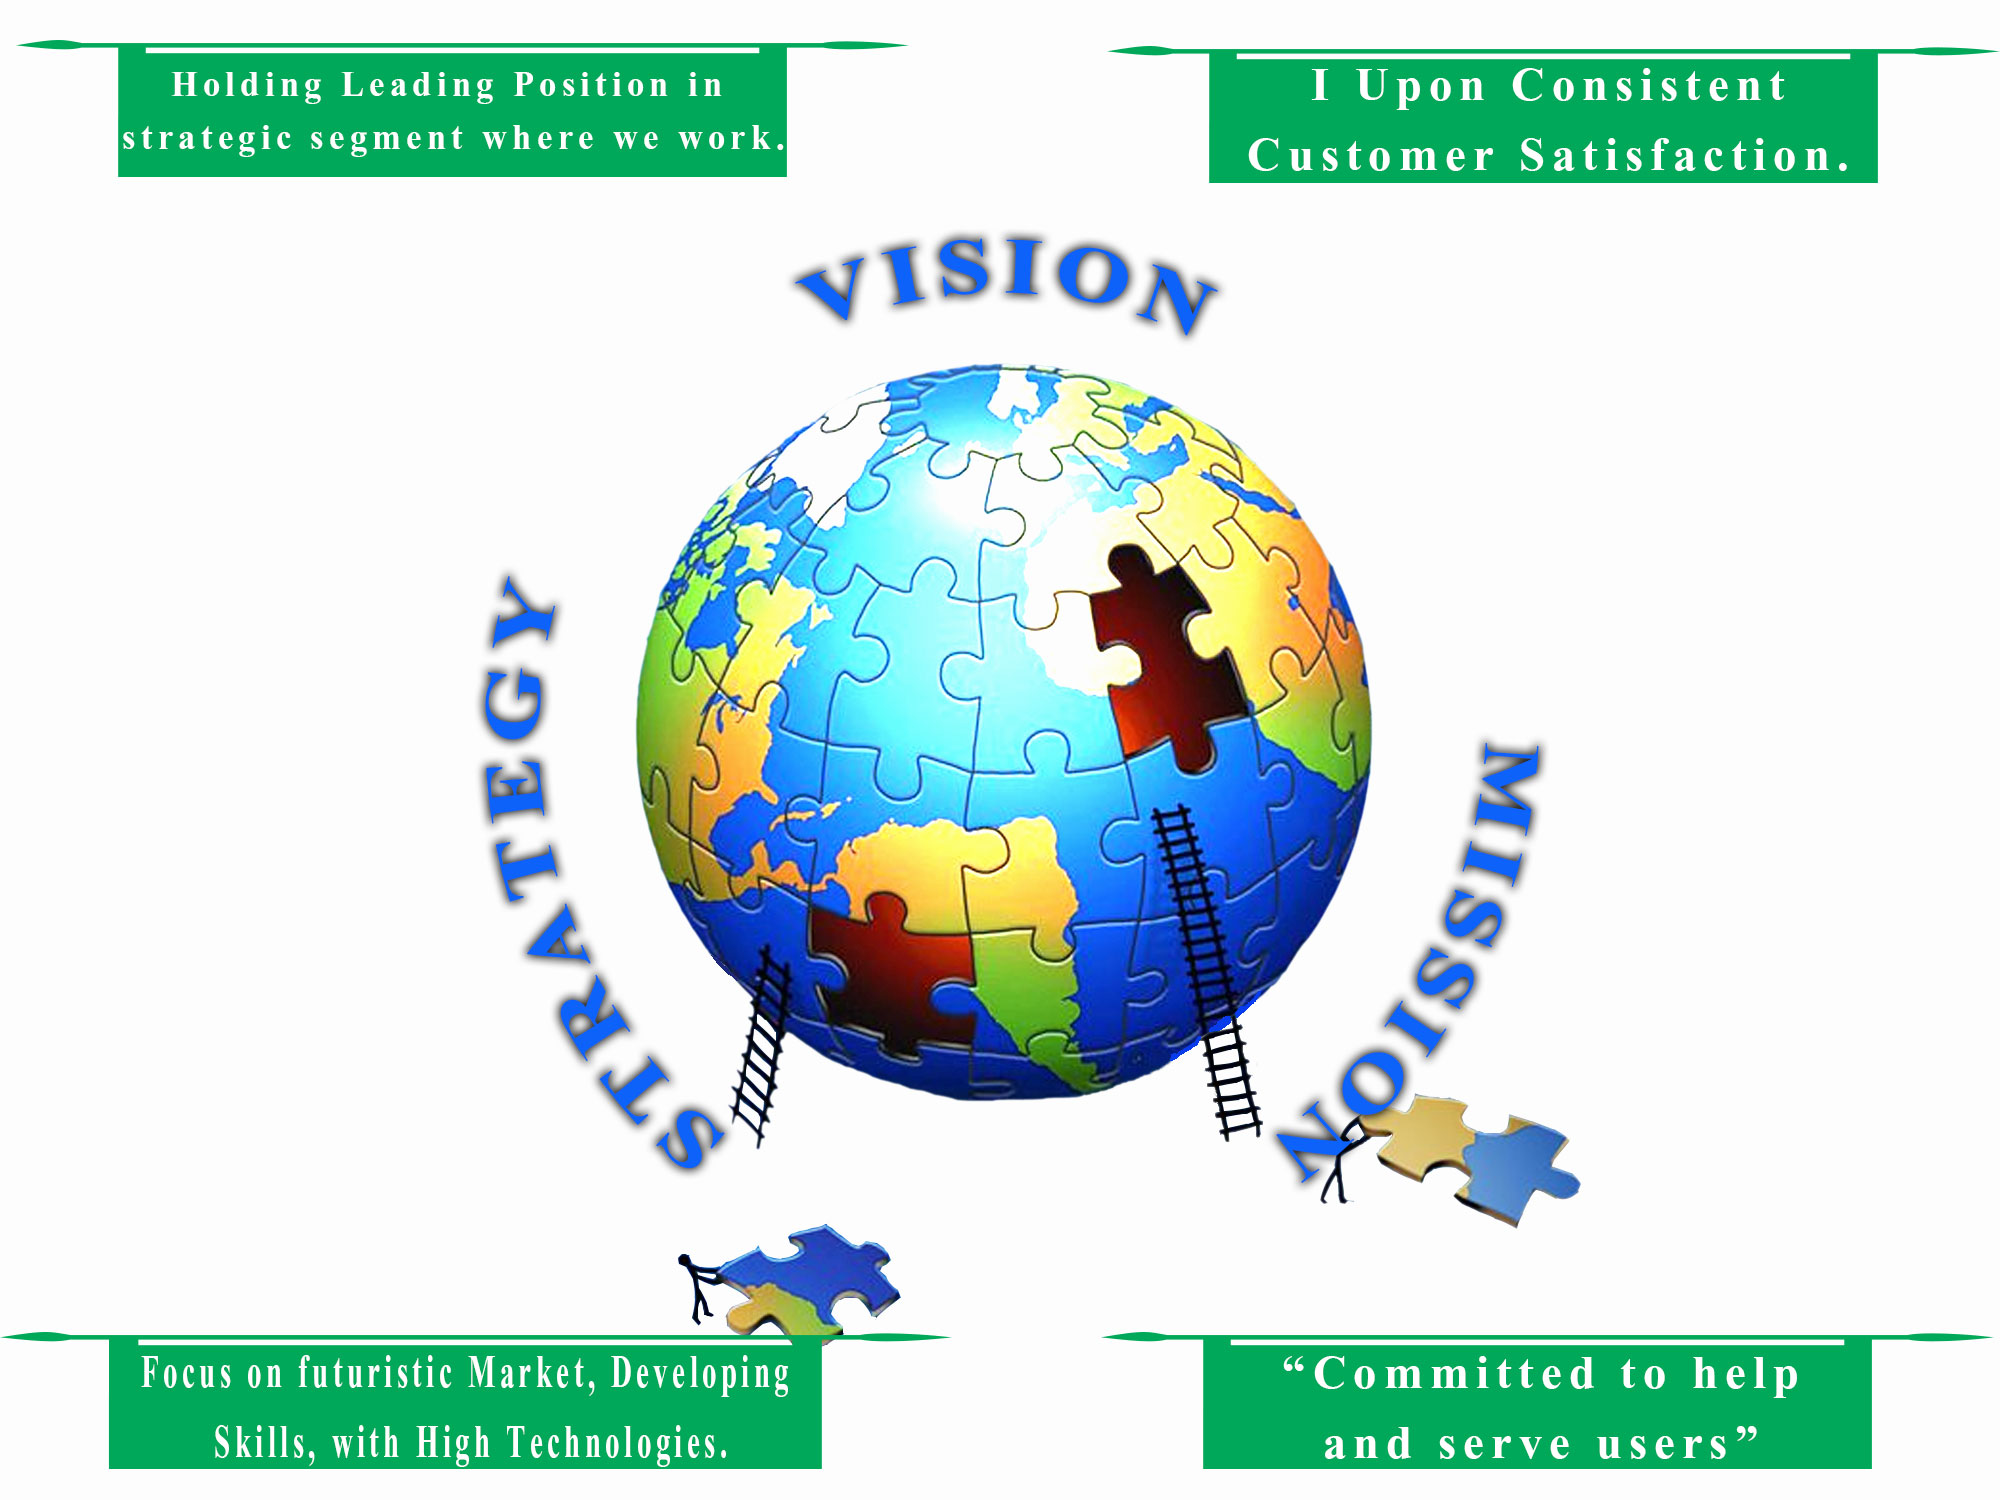 Holding Leading Position in
strategic segment where we work.
I Upon Consistent
Customer Satisfaction.
VISION
STRATEGY
MISSION
Focus on futuristic Market, Developing
Skills, with High Technologies.
“Committed to help
and serve users”